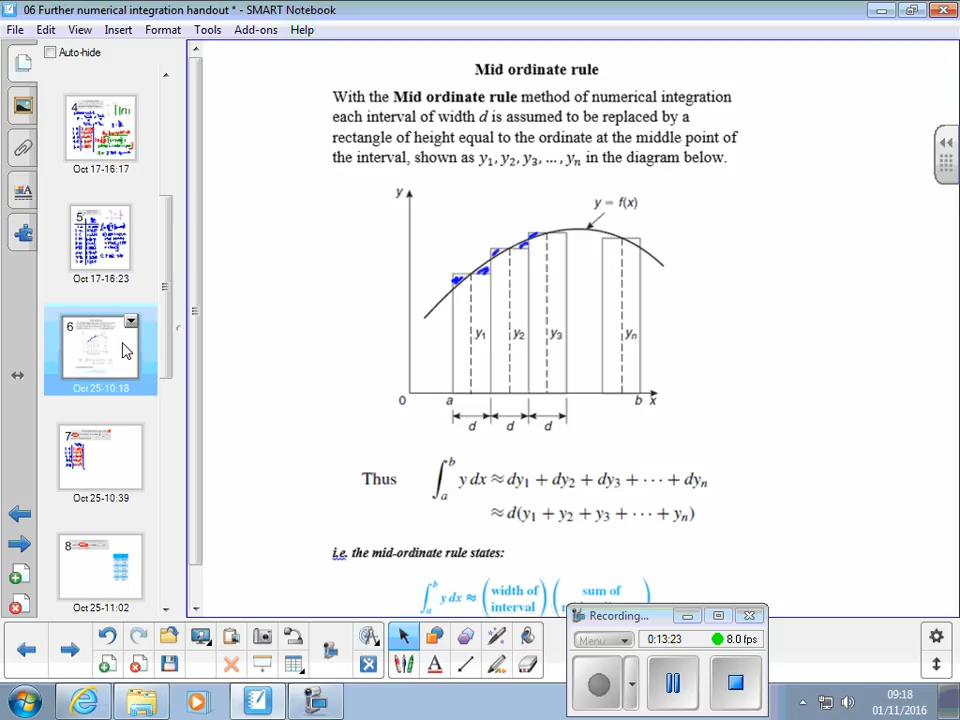 06 Further numerical integration handout * - SMART Notebook
File Edit View Insert Format Tools Add-ons Help
Auto-hide
4
Oct 17-16:17
5
Oct 17-16:23
6
Oct 25-10:18
7
Oct 25-10:39
8
Oct 25-11:02
Mid ordinate rule
With the Mid ordinate rule method of numerical integration
each interval of width d is assumed to be replaced by a
rectangle of height equal to the ordinate at the middle point of
the interval, shown as y₁, y₂, y₃, ..., yₙ in the diagram below.
y
y = f(x)
y₁ y₂ y₃ yₙ
0 a b x
d d d
Thus ∫ₐᵇ y dx ≈ dy₁ + dy₂ + dy₃ + ··· + dyₙ
≈ d(y₁ + y₂ + y₃ + ··· + yₙ)
i.e. the mid-ordinate rule states:
∫ₐᵇ y dx ≈ (width of interval) (sum of
Recording...
Menu
0:13:23
8.0 fps
A
09:18
01/11/2016